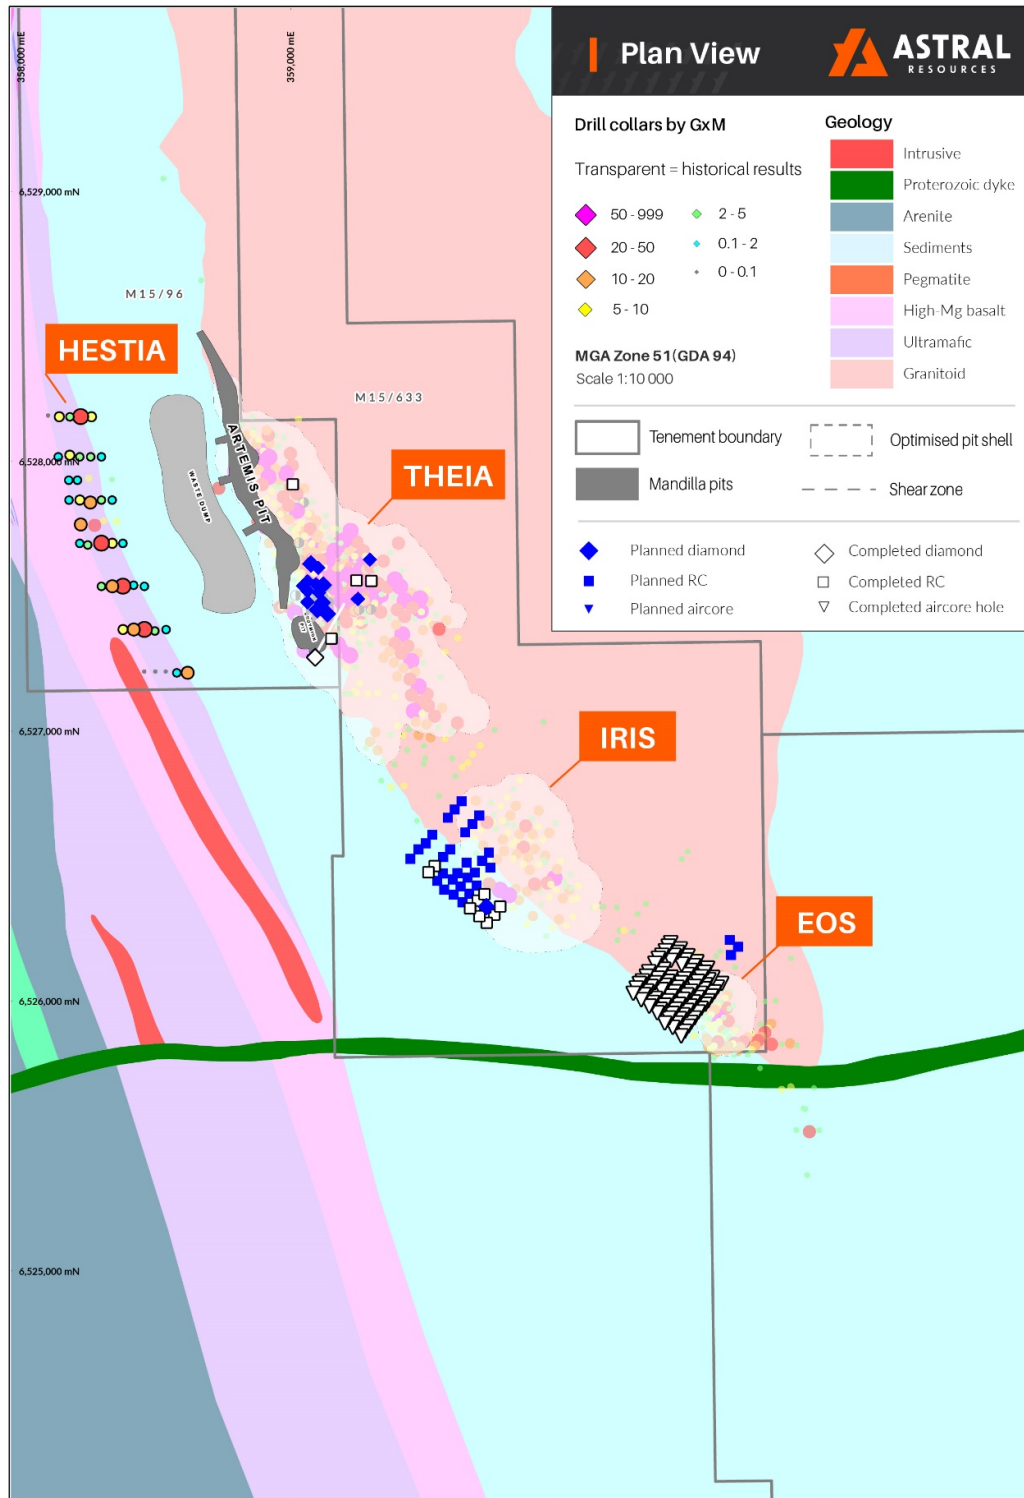 358,000 mE
359,000 mE
Plan View
ASTRAL
RESOURCES
Drill collars by GxM
Transparent = historical results
50 - 999
20 - 50
10 - 20
5 - 10
2 - 5
0.1 - 2
0 - 0.1
MGA Zone 51(GDA 94)
Scale 1:10 000
Geology
Intrusive
Proterozoic dyke
Arenite
Sediments
Pegmatite
High-Mg basalt
Ultramafic
Granitoid
Tenement boundary
Optimised pit shell
Mandilla pits
Shear zone
Planned diamond
Completed diamond
Planned RC
Completed RC
Planned aircore
Completed aircore hole
6,529,000 mN
M15/96
HESTIA
M15/633
ARTEMIS PIT
THEIA
6,528,000 mN
WASTE DUMP
PIT
6,527,000 mN
IRIS
EOS
6,526,000 mN
6,525,000 mN